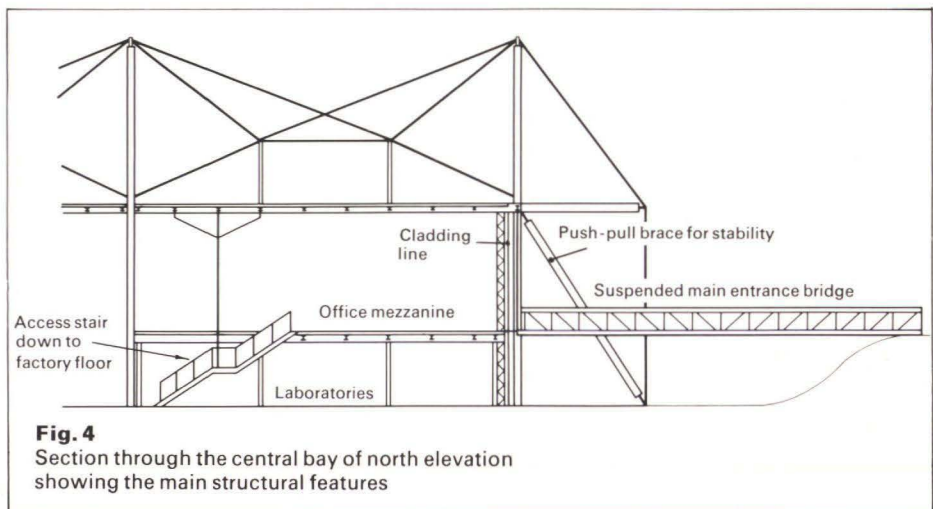 Cladding
line
Push-pull brace for stability
Suspended main entrance bridge
Office mezzanine
Access stair
down to
factory floor
Laboratories
Fig. 4
Section through the central bay of north elevation
showing the main structural features